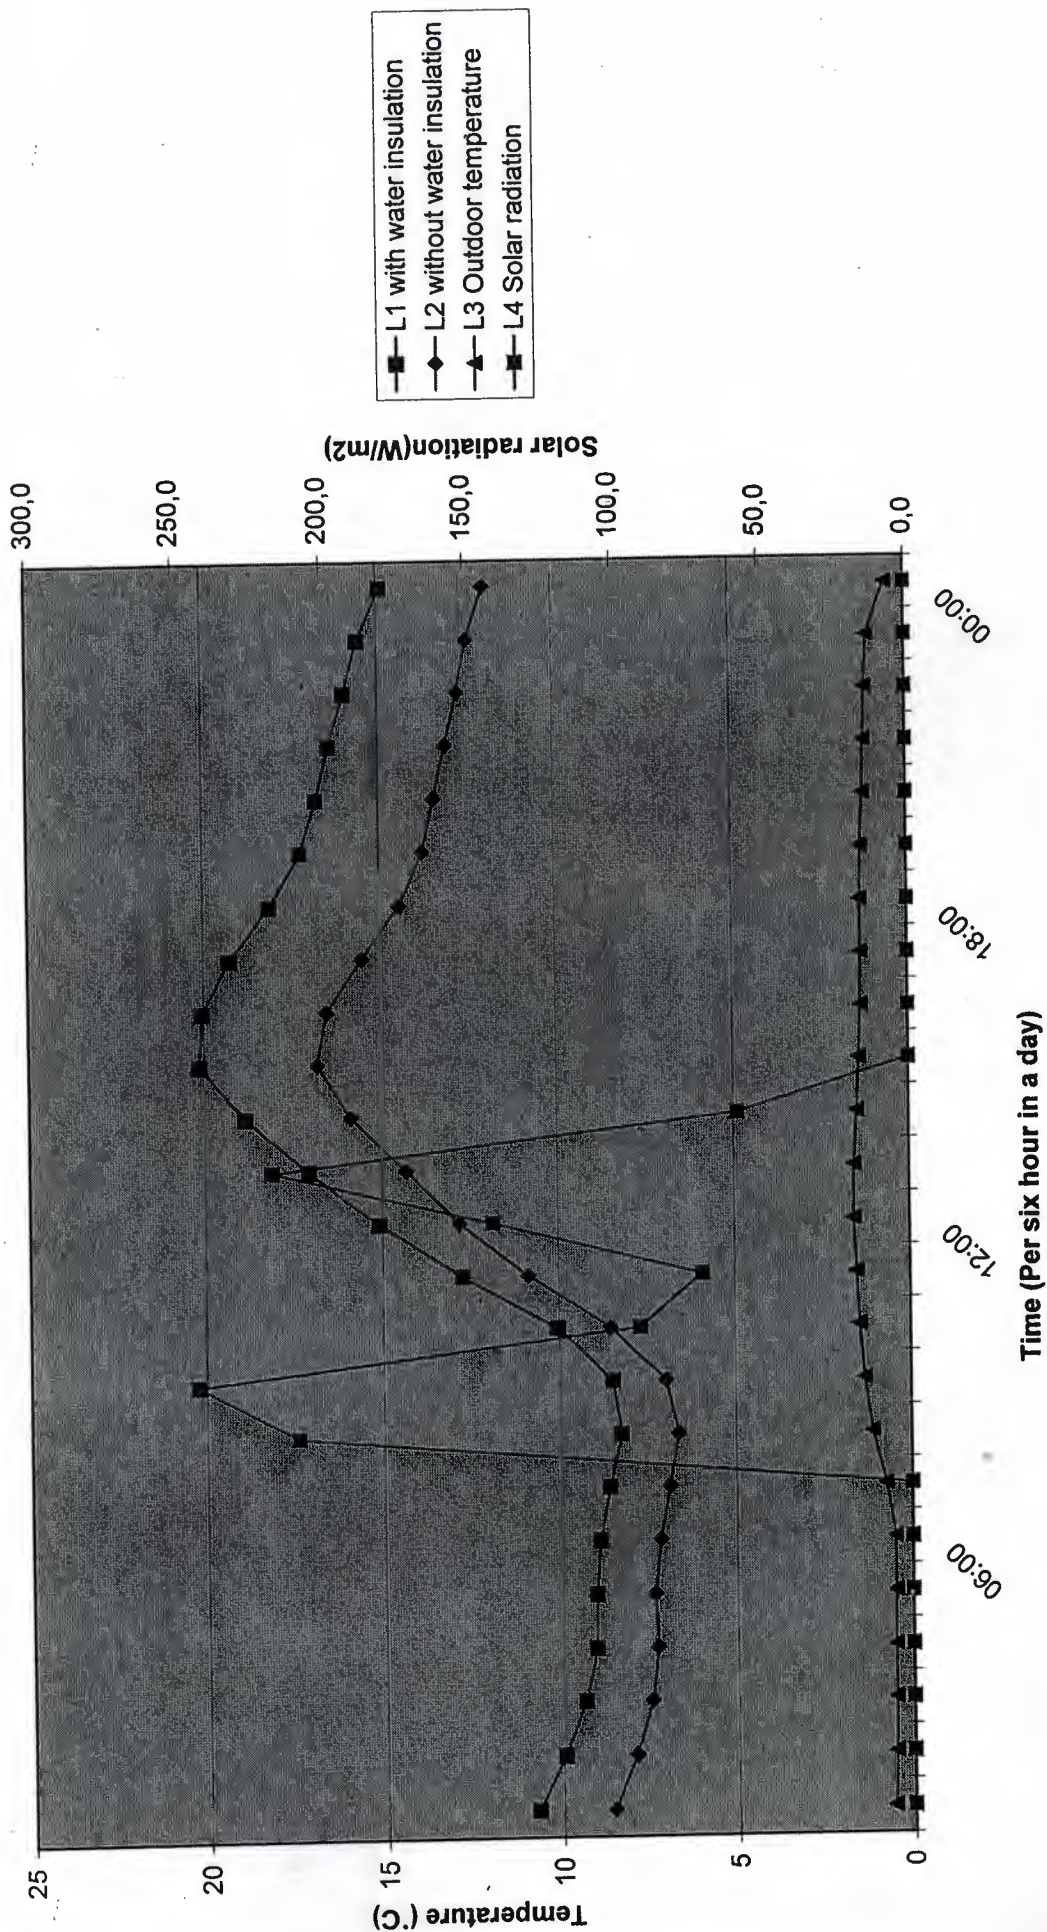 Temperature (˚C)
25
20
15
10
5
0
06:00
12:00
18:00
00:00
Time (Per six hour in a day)
300,0
250,0
200,0
150,0
100,0
50,0
0,0
Solar radiation(W/m2)
L1 with water insulation
L2 without water insulation
L3 Outdoor temperature
L4 Solar radiation